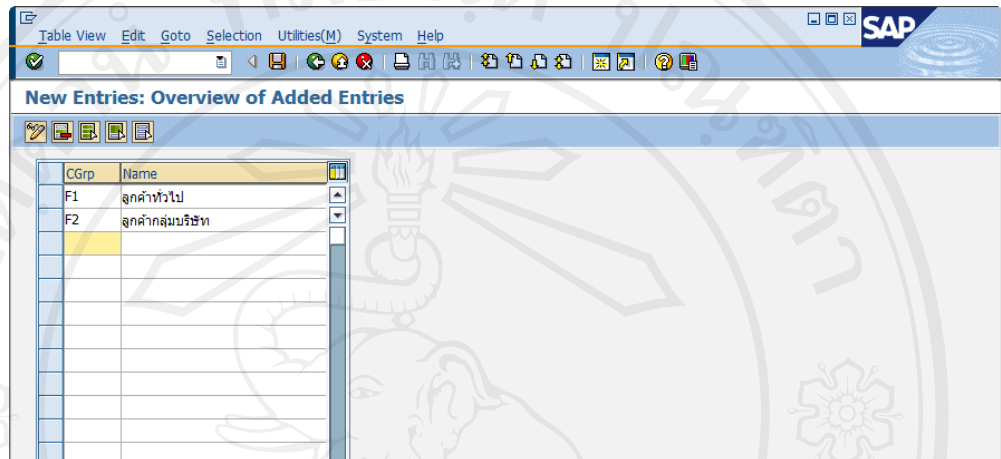 Table View Edit Goto Selection Utilities(M) System Help
SAP
New Entries: Overview of Added Entries
CGrp Name
F1 ลูกค้าทั่วไป
F2 ลูกค้ากลุ่มบริษัท